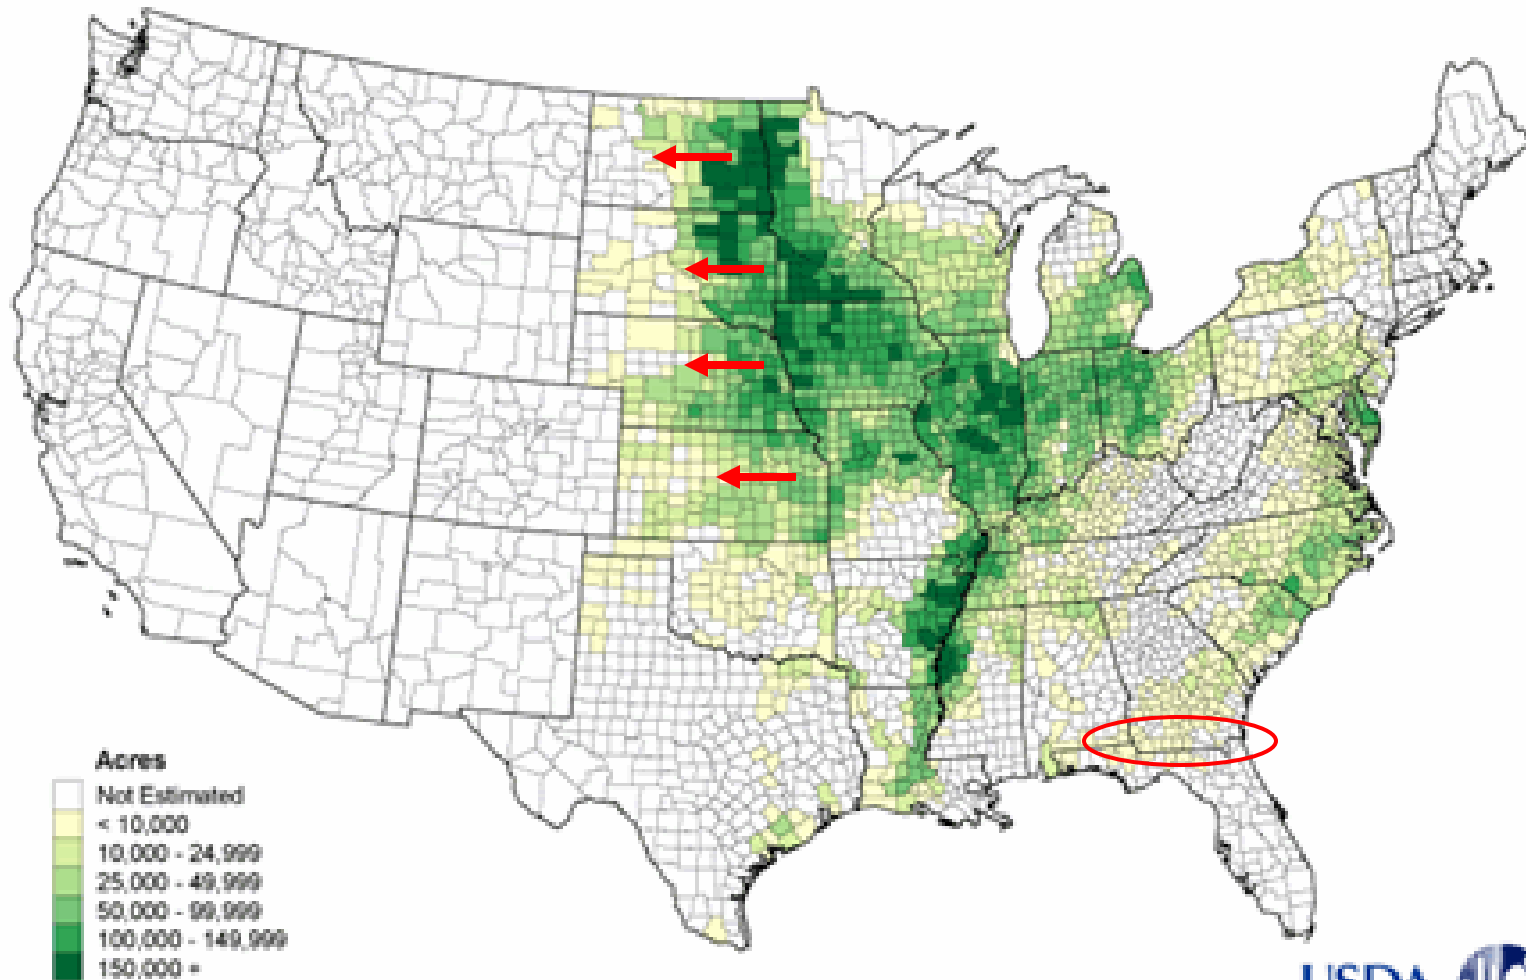 Acres
Not Estimated
< 10,000
10,000 - 24,999
25,000 - 49,999
50,000 - 99,999
100,000 - 149,999
150,000 +
USDA